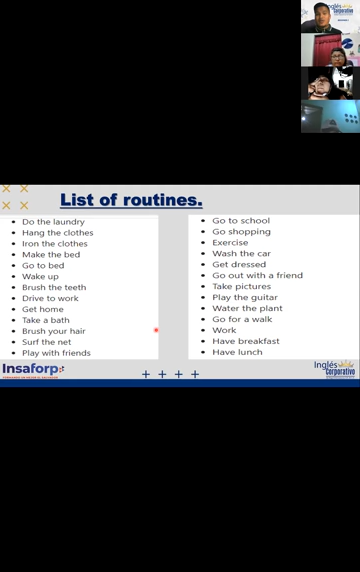 List of routines.
Do the laundry
Hang the clothes
Iron the clothes
Make the bed
Go to bed
Wake up
Brush the teeth
Drive to work
Get home
Take a bath
Brush your hair
Surf the net
Play with friends
Go to school
Go shopping
Exercise
Wash the car
Get dressed
Go out with a friend
Take pictures
Play the guitar
Water the plant
Go for a walk
Work
Have breakfast
Have lunch
Insaforp
Inglés
Corporativo
Inglés
Corporativo